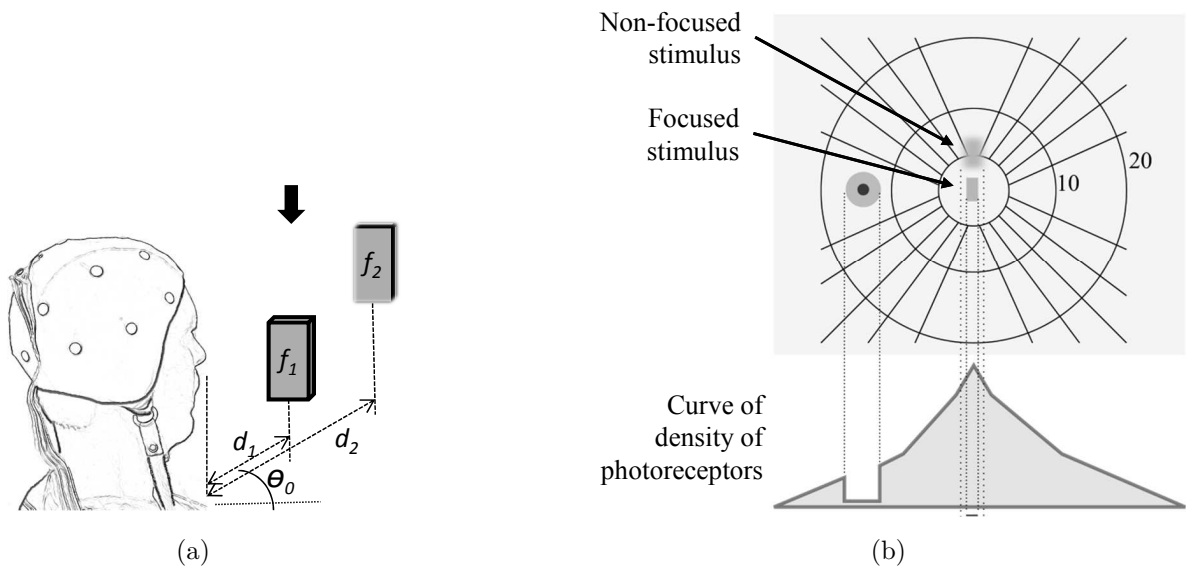 f₂
f₁
d₁
d₂
Θ₀
(a)
Non-focused
stimulus
Focused
stimulus
20
10
Curve of
density of
photoreceptors
(b)